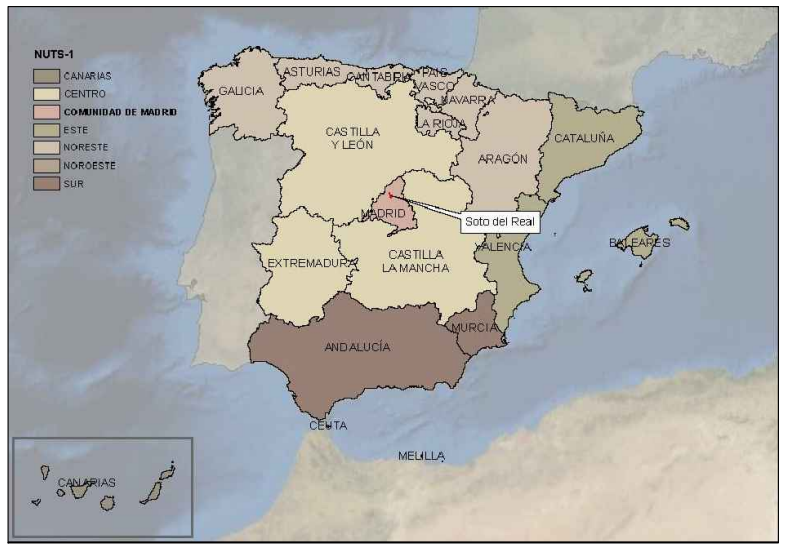 NUTS-1
CANARIAS
CENTRO
COMUNIDAD DE MADRID
ESTE
NORESTE
NOROESTE
SUR
GALICIA
ASTURIAS
CANTABRIA
PAIS
VASCO
NAVARRA
LA RIOJA
CASTILLA
Y LEÓN
ARAGÓN
CATALUÑA
MADRID
Soto del Real
VALENCIA
BALEARES
EXTREMADURA
CASTILLA
LA MANCHA
MURCIA
ANDALUCÍA
CEUTA
MELILLA
CANARIAS